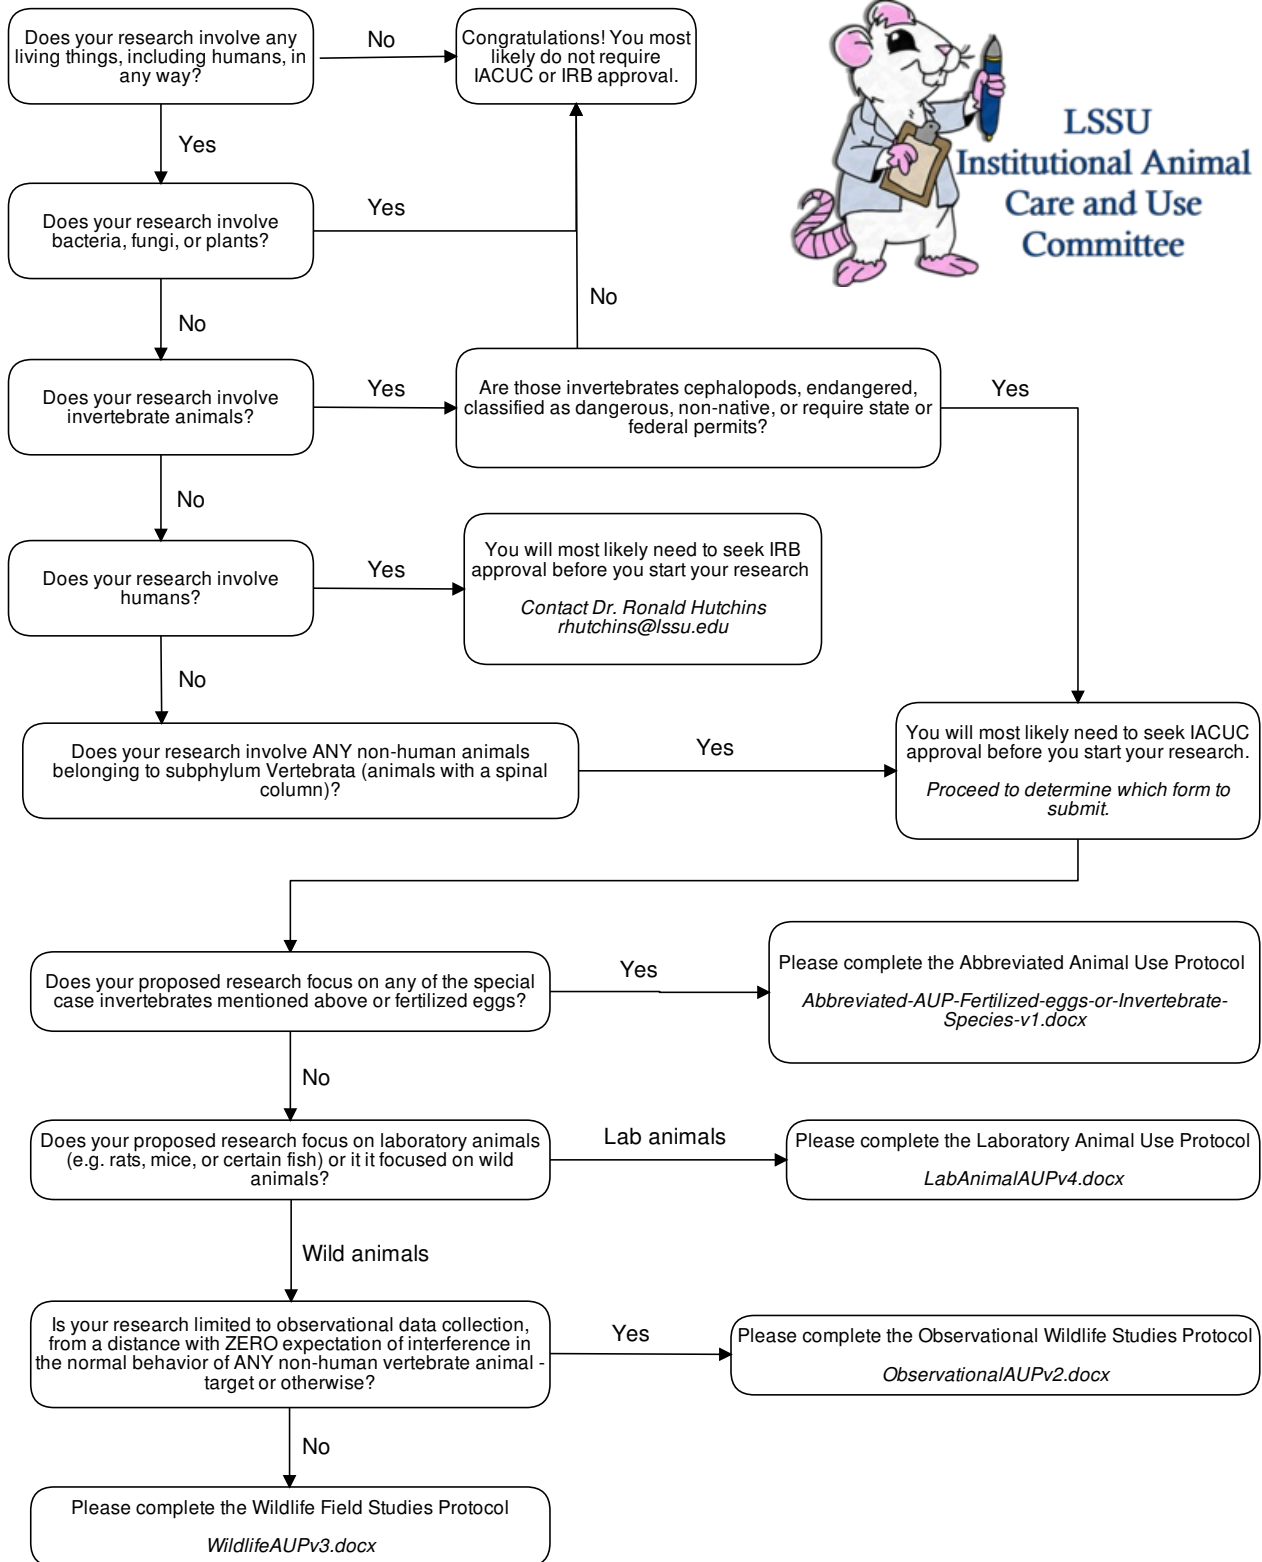 Does your research involve any
living things, including humans, in
any way?
No
Congratulations! You most
likely do not require
IACUC or IRB approval.
LSSU
Institutional Animal
Care and Use
Committee
Yes
Does your research involve
bacteria, fungi, or plants?
Yes
No
No
Does your research involve
invertebrate animals?
Yes
Are those invertebrates cephalopods, endangered,
classified as dangerous, non-native, or require state or
federal permits?
Yes
No
Does your research involve
humans?
Yes
You will most likely need to seek IRB
approval before you start your research
Contact Dr. Ronald Hutchins
rhutchins@lssu.edu
No
Does your research involve ANY non-human animals
belonging to subphylum Vertebrata (animals with a spinal
column)?
Yes
You will most likely need to seek IACUC
approval before you start your research.
Proceed to determine which form to
submit.
Does your proposed research focus on any of the special
case invertebrates mentioned above or fertilized eggs?
Yes
Please complete the Abbreviated Animal Use Protocol
Abbreviated-AUP-Fertilized-eggs-or-Invertebrate-
Species-v1.docx
No
Does your proposed research focus on laboratory animals
(e.g. rats, mice, or certain fish) or it it focused on wild
animals?
Lab animals
Please complete the Laboratory Animal Use Protocol
LabAnimalAUPv4.docx
Wild animals
Is your research limited to observational data collection,
from a distance with ZERO expectation of interference in
the normal behavior of ANY non-human vertebrate animal -
target or otherwise?
Yes
Please complete the Observational Wildlife Studies Protocol
ObservationalAUPv2.docx
No
Please complete the Wildlife Field Studies Protocol
WildlifeAUPv3.docx